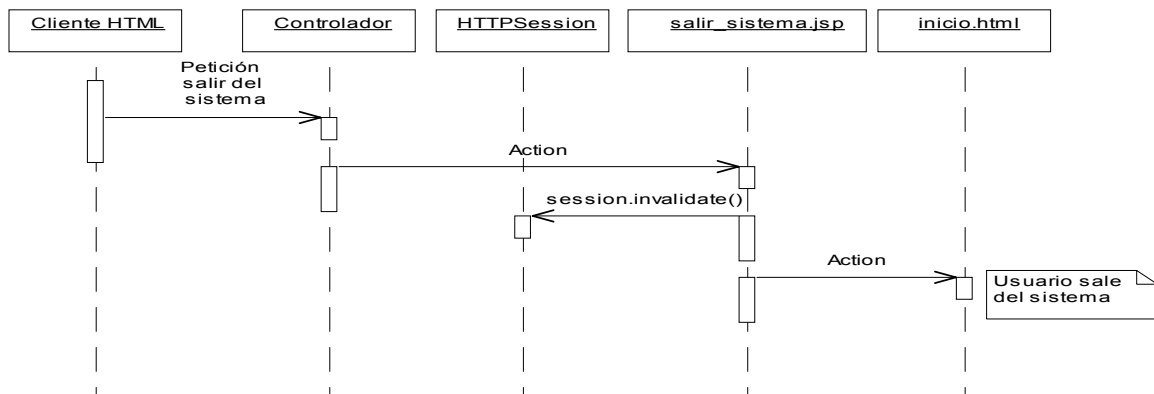 Cliente HTML
Controlador
HTTPSession
salir_sistema.jsp
inicio.html
Petición
salir del
sistema
Action
session.invalidate()
Action
Usuario sale
del sistema